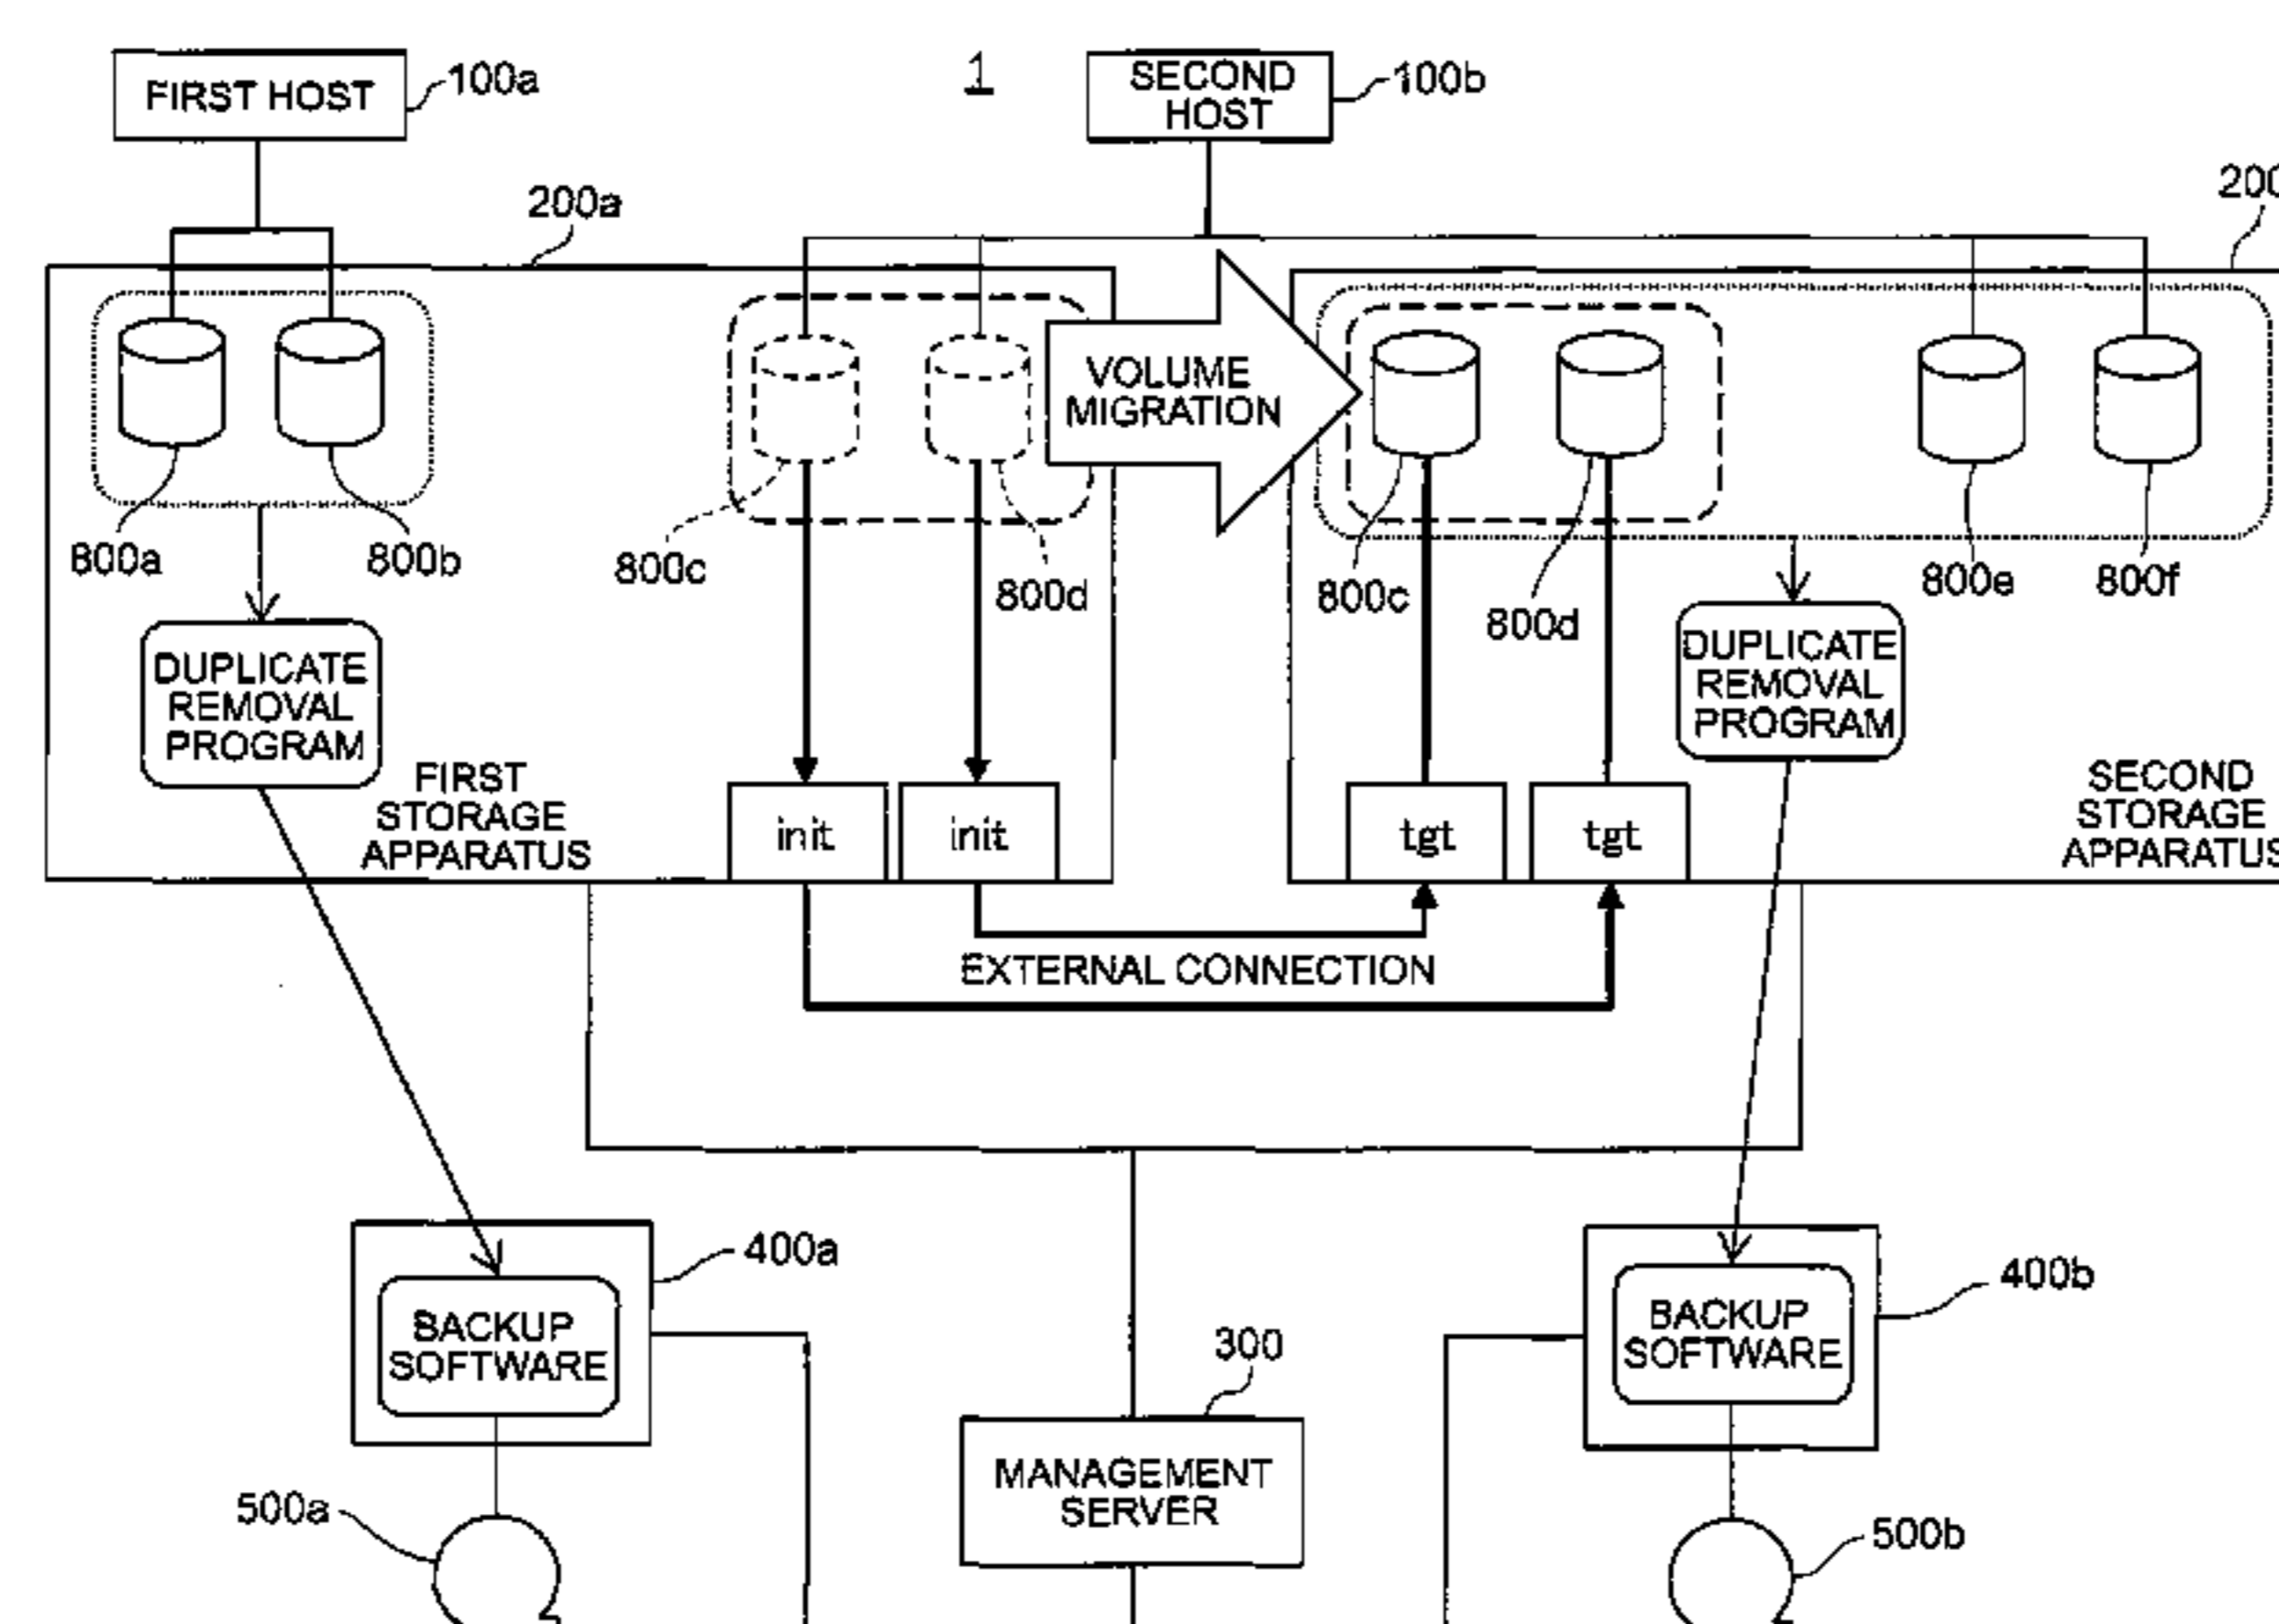 FIRST HOST
100a
1
SECOND
HOST
100b
200a
200
VOLUME
MIGRATION
800a
800b
800c
800d
800c
800d
800e
800f
DUPLICATE
REMOVAL
PROGRAM
FIRST
STORAGE
APPARATUS
init
init
tgt
tgt
DUPLICATE
REMOVAL
PROGRAM
SECOND
STORAGE
APPARATUS
EXTERNAL CONNECTION
400a
BACKUP
SOFTWARE
400b
BACKUP
SOFTWARE
300
MANAGEMENT
SERVER
500a
500b